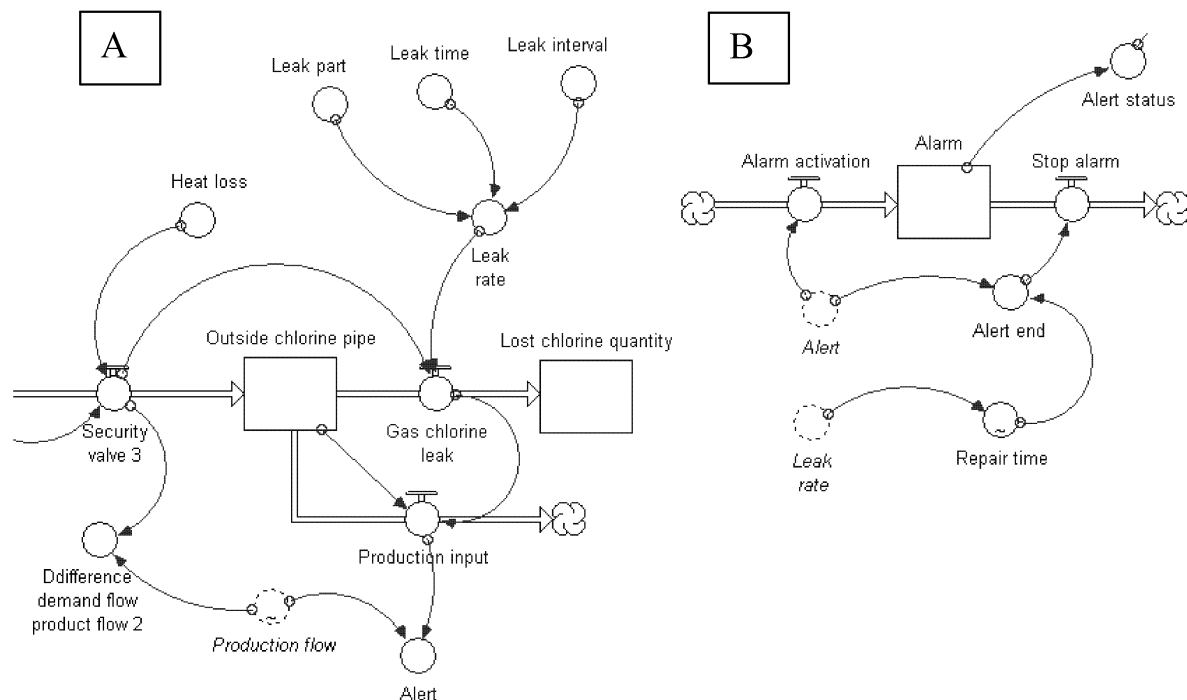 A
Leak part
Leak time
Leak interval
Heat loss
Leak
rate
Outside chlorine pipe
Lost chlorine quantity
Security
valve 3
Gas chlorine
leak
Production input
Ddifference
demand flow
product flow 2
Production flow
Alert
B
Alert status
Alarm
Alarm activation
Stop alarm
Alert
Alert end
Leak
rate
Repair time